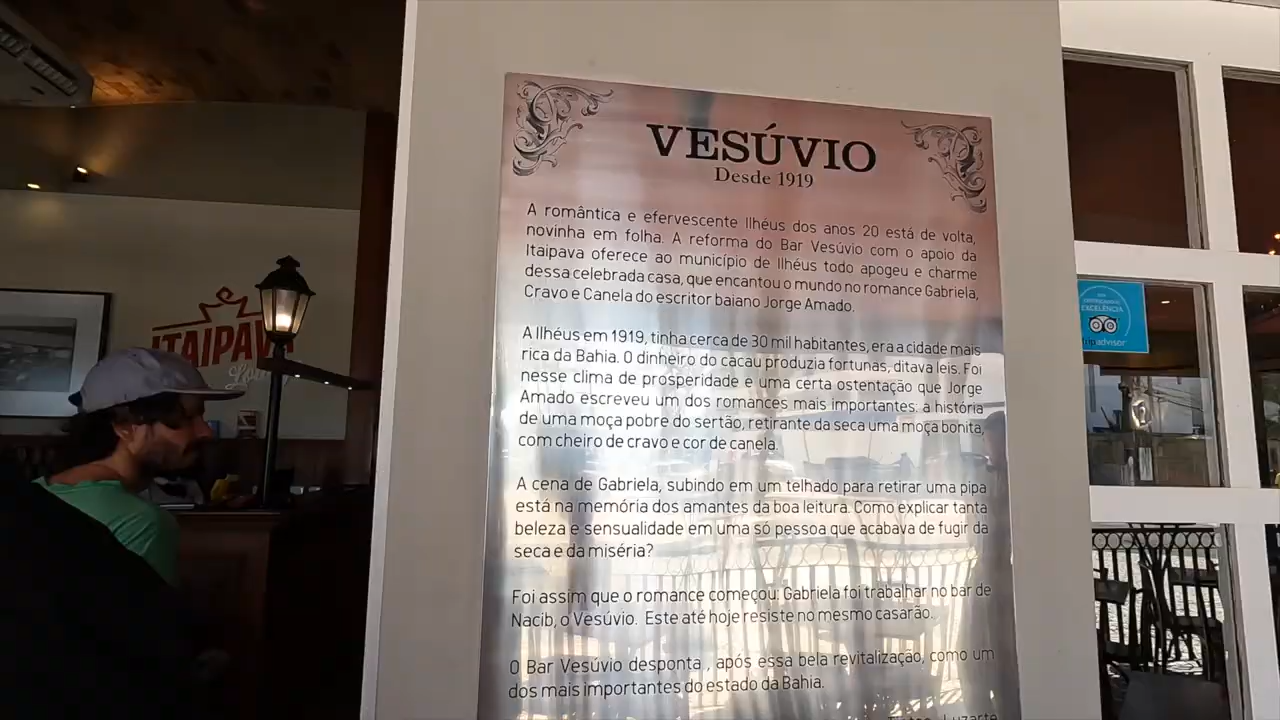 VESÚVIO
Desde 1919
A romântica e efervescente Ilhéus dos anos 20 está de volta,
novinha em folha. A reforma do Bar Vesúvio com o apoio da
Itaipava oferece ao município de Ilhéus todo apogeu e charme
dessa celebrada casa, que encantou o mundo no romance Gabriela,
Cravo e Canela do escritor baiano Jorge Amado.
A Ilhéus em 1919, tinha cerca de 30 mil habitantes, era a cidade mais
rica da Bahia. O dinheiro do cacau produzia fortunas, ditava leis. Foi
nesse clima de prosperidade e uma certa ostentação que Jorge
Amado escreveu um dos romances mais importantes: a história
de uma moça pobre do sertão, retirante da seca uma moça bonita,
com cheiro de cravo e cor de canela.
A cena de Gabriela, subindo em um telhado para retirar uma pipa
está na memória dos amantes da boa leitura. Como explicar tanta
beleza e sensualidade em uma só pessoa que acabava de fugir da
seca e da miséria?
Foi assim que o romance começou: Gabriela foi trabalhar no bar de
Nacib, o Vesúvio. Este até hoje resiste no mesmo casarão.
O Bar Vesúvio desponta , após essa bela revitalização, como um
dos mais importantes do estado da Bahia.
Luzarte
ITAIPAVA
EXCELÊNCIA
tripadvisor